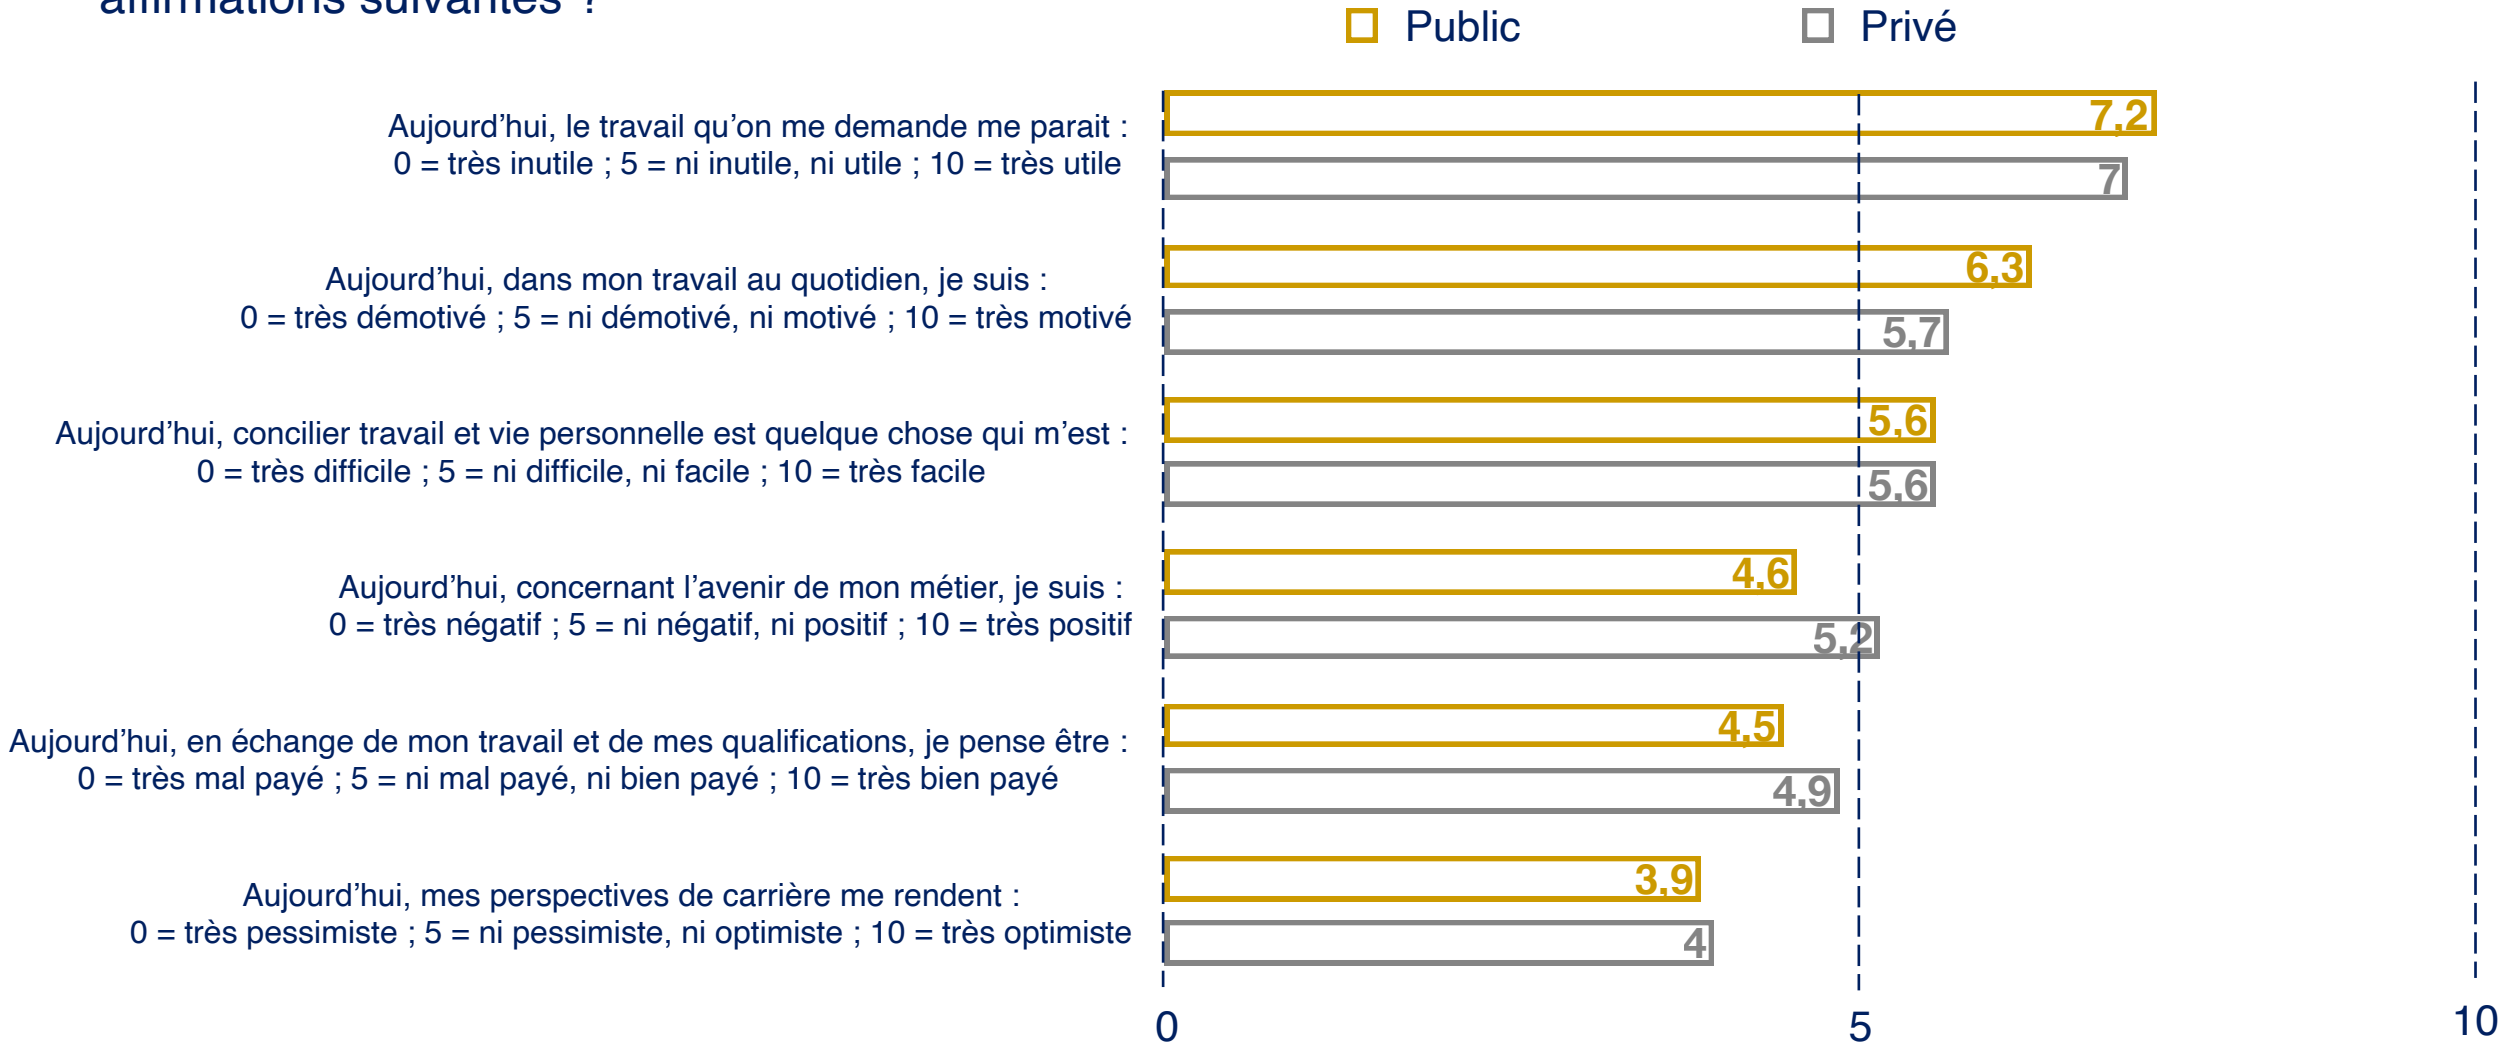 affirmations suivantes ?
Public
Privé
Aujourd’hui, le travail qu’on me demande me parait :
0 = très inutile ; 5 = ni inutile, ni utile ; 10 = très utile
7,2
7
Aujourd’hui, dans mon travail au quotidien, je suis :
0 = très démotivé ; 5 = ni démotivé, ni motivé ; 10 = très motivé
6,3
5,7
Aujourd’hui, concilier travail et vie personnelle est quelque chose qui m’est :
0 = très difficile ; 5 = ni difficile, ni facile ; 10 = très facile
5,6
5,6
Aujourd’hui, concernant l’avenir de mon métier, je suis :
0 = très négatif ; 5 = ni négatif, ni positif ; 10 = très positif
4,6
5,2
Aujourd’hui, en échange de mon travail et de mes qualifications, je pense être :
0 = très mal payé ; 5 = ni mal payé, ni bien payé ; 10 = très bien payé
4,5
4,9
Aujourd’hui, mes perspectives de carrière me rendent :
0 = très pessimiste ; 5 = ni pessimiste, ni optimiste ; 10 = très optimiste
3,9
4
0
5
10